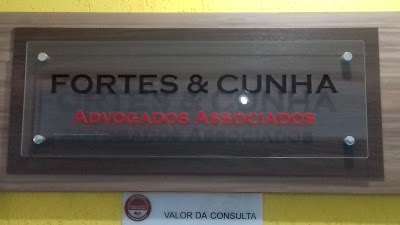 FORTES & CUNHA
ADVOGADOS ASSOCIADOS
VALOR DA CONSULTA